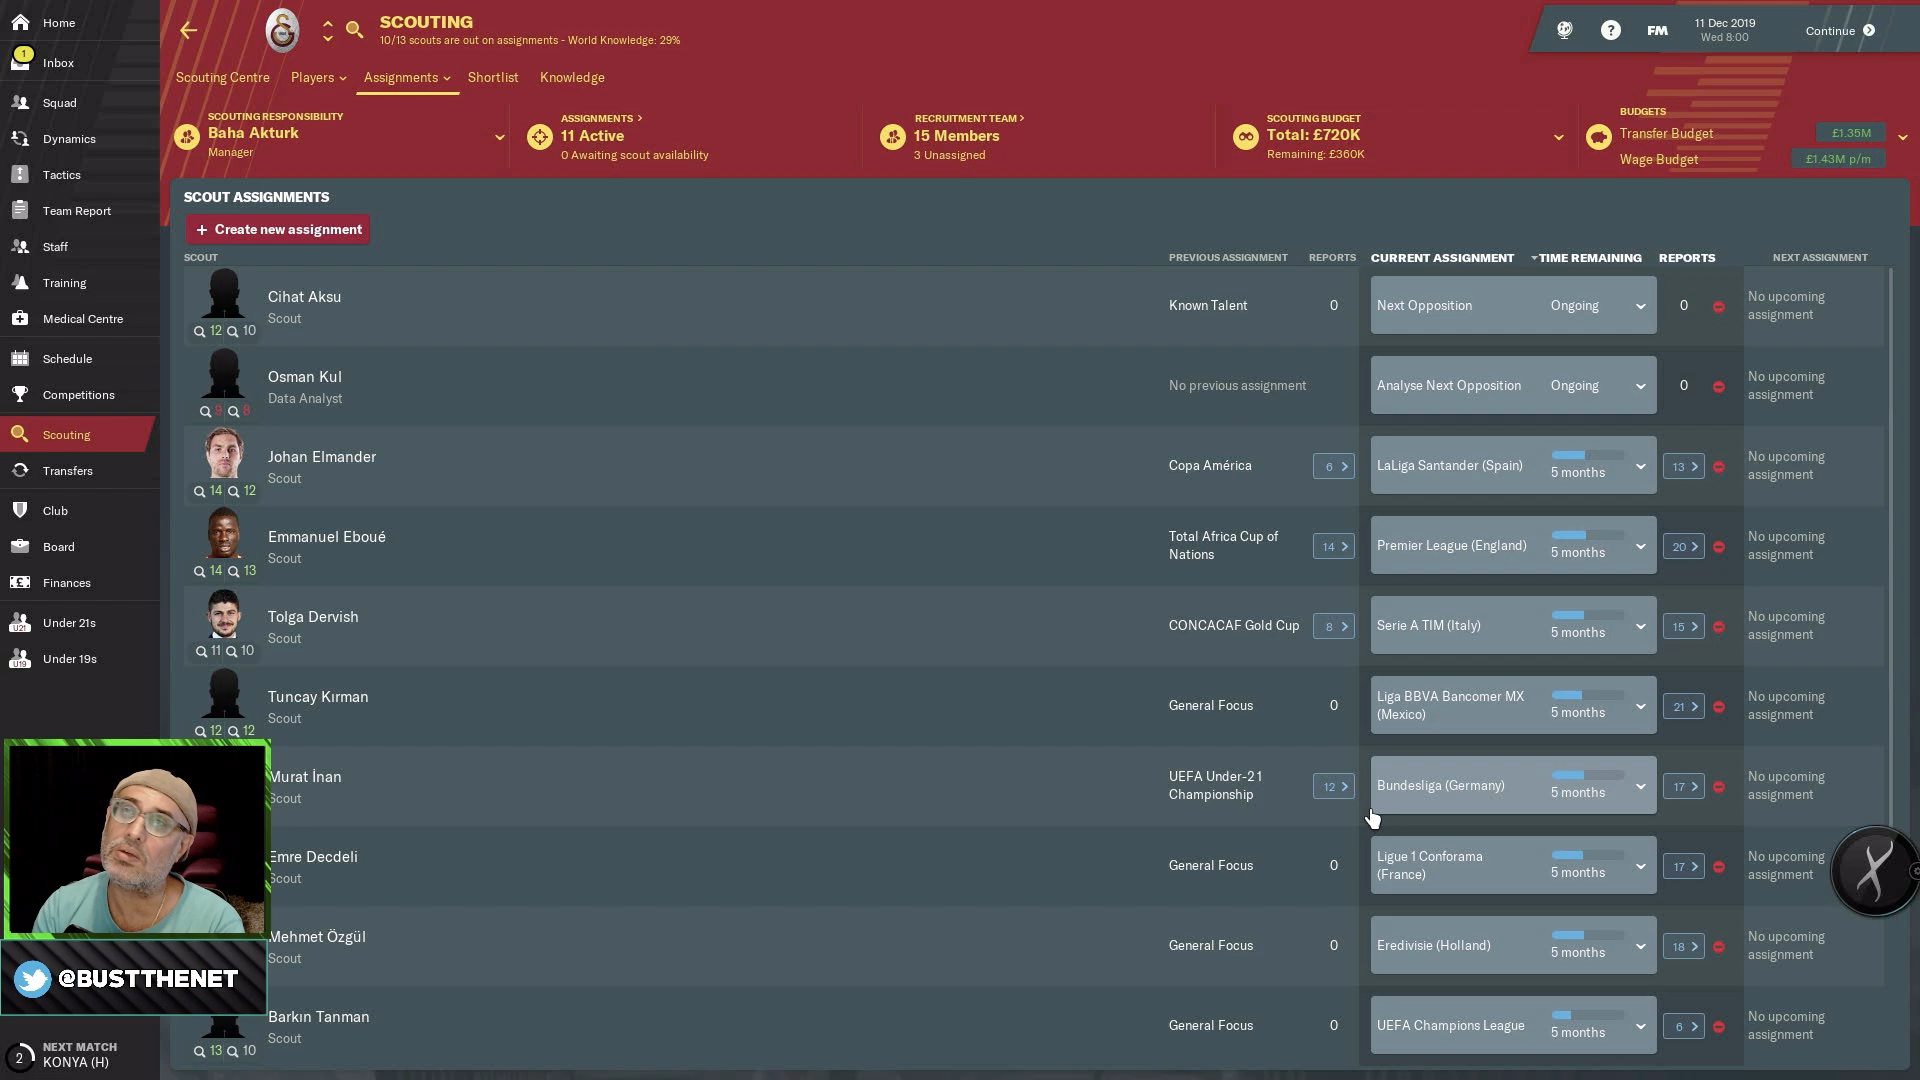 Home
1
Inbox
Squad
Dynamics
Tactics
Team Report
Staff
Training
Medical Centre
Schedule
Competitions
Scouting
Transfers
Club
Board
Finances
U21
Under 21s
U19
Under 19s
SCOUTING
10/13 scouts are out on assignments - World Knowledge: 29%
FM
11 Dec 2019
Wed 8:00
Continue
Scouting Centre
Players
Assignments
Shortlist
Knowledge
SCOUTING RESPONSIBILITY
Baha Akturk
Manager
ASSIGNMENTS >
11 Active
0 Awaiting scout availability
RECRUITMENT TEAM >
15 Members
3 Unassigned
SCOUTING BUDGET
Total: £720K
Remaining: £360K
BUDGETS
Transfer Budget £1.35M
Wage Budget £1.43M p/m
SCOUT ASSIGNMENTS
+ Create new assignment
SCOUT PREVIOUS ASSIGNMENT REPORTS CURRENT ASSIGNMENT TIME REMAINING REPORTS NEXT ASSIGNMENT
Cihat Aksu
Scout
12 10
Known Talent 0
Next Opposition Ongoing 0
No upcoming
assignment
Osman Kul
Data Analyst
9 8
No previous assignment
Analyse Next Opposition Ongoing 0
No upcoming
assignment
Johan Elmander
Scout
14 12
Copa América 6 >
LaLiga Santander (Spain) 5 months 13 >
No upcoming
assignment
Emmanuel Eboué
Scout
14 13
Total Africa Cup of
Nations
14 >
Premier League (England) 5 months 20 >
No upcoming
assignment
Tolga Dervish
Scout
11 10
CONCACAF Gold Cup 8 >
Serie A TIM (Italy) 5 months 15 >
No upcoming
assignment
Tuncay Kırman
Scout
12 12
General Focus 0
Liga BBVA Bancomer MX
(Mexico)
5 months 21 >
No upcoming
assignment
Murat İnan
Scout
UEFA Under-21
Championship
12 >
Bundesliga (Germany) 5 months 17 >
No upcoming
assignment
Emre Decdeli
Scout
General Focus 0
Ligue 1 Conforama
(France)
5 months 17 >
No upcoming
assignment
Mehmet Özgül
Scout
General Focus 0
Eredivisie (Holland) 5 months 18 >
No upcoming
assignment
Barkın Tanman
Scout
13 10
General Focus 0
UEFA Champions League 5 months 6 >
No upcoming
assignment
@BUSTTHENET
2
NEXT MATCH
KONYA (H)